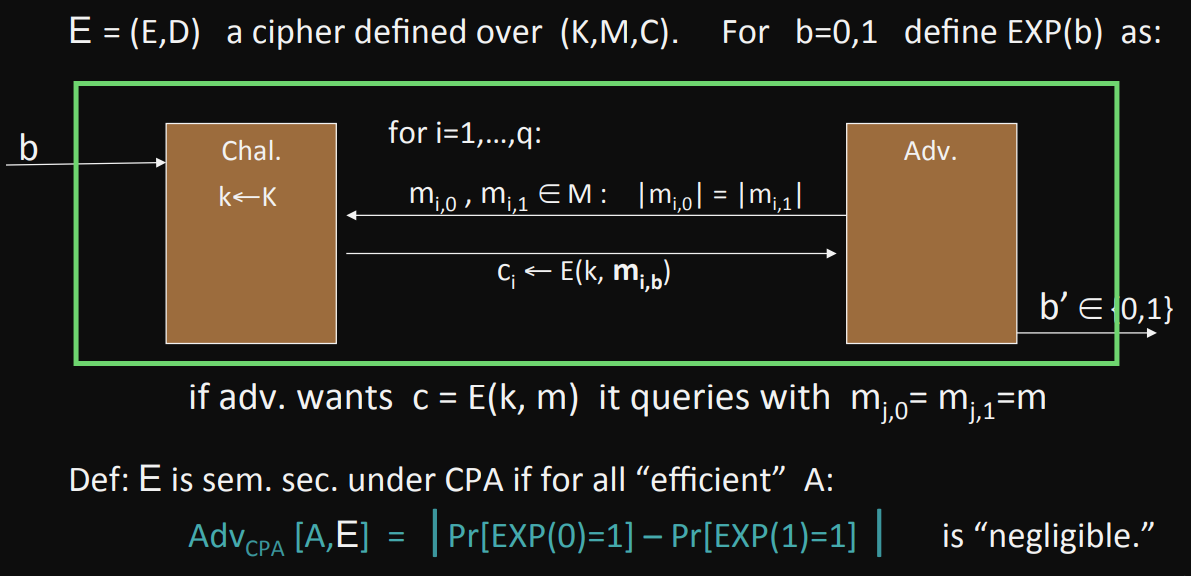 E = (E,D) a cipher defined over (K,M,C). For b=0,1 define EXP(b) as:
b
Chal.
k←K
for i=1,…,q:
m_{i,0} , m_{i,1} ∈ M : |m_{i,0}| = |m_{i,1}|
c_i ← E(k, m_{i,b})
Adv.
b’ ∈ {0,1}
if adv. wants c = E(k, m) it queries with m_{j,0}= m_{j,1}=m
Def: E is sem. sec. under CPA if for all “efficient” A:
Adv_{CPA} [A,E] = | Pr[EXP(0)=1] – Pr[EXP(1)=1] | is “negligible.”